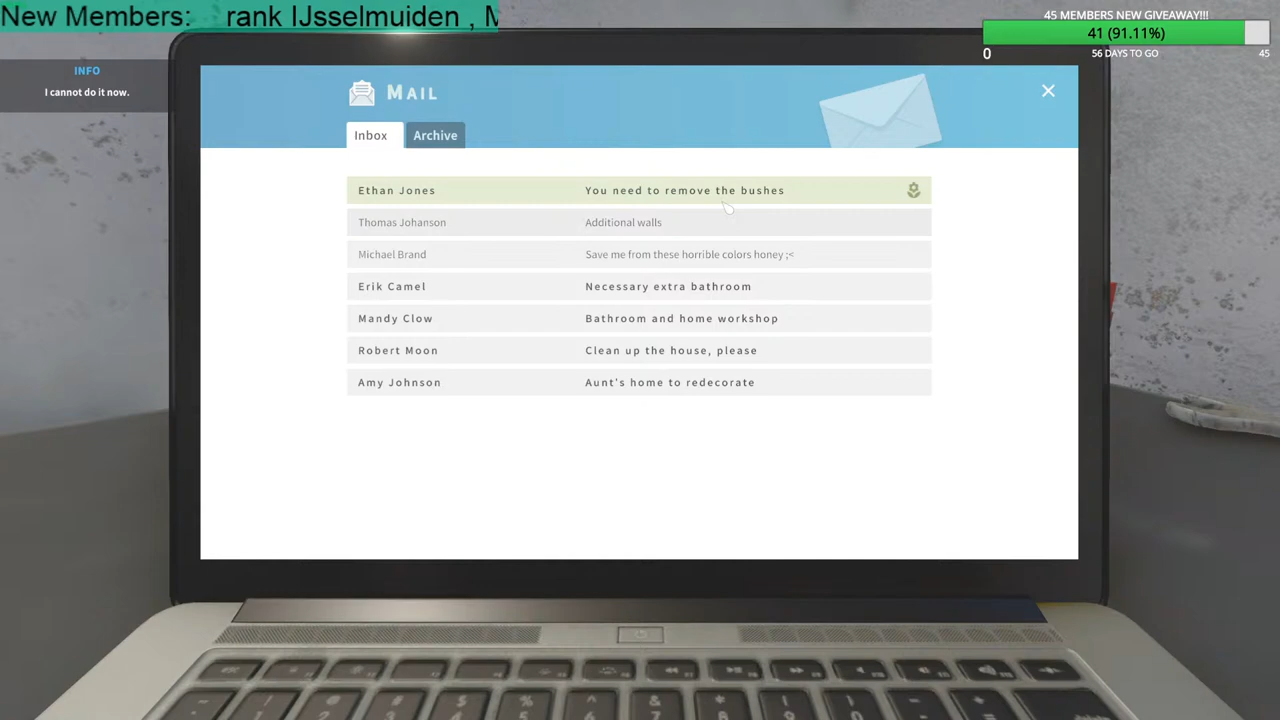 New Members: rank IJsselmuiden ,
45 MEMBERS NEW GIVEAWAY!!!
41 (91.11%)
0 56 DAYS TO GO 45
INFO
I cannot do it now.
MAIL
Inbox Archive
Ethan Jones You need to remove the bushes
Thomas Johanson Additional walls
Michael Brand Save me from these horrible colors honey ;<
Erik Camel Necessary extra bathroom
Mandy Clow Bathroom and home workshop
Robert Moon Clean up the house, please
Amy Johnson Aunt's home to redecorate